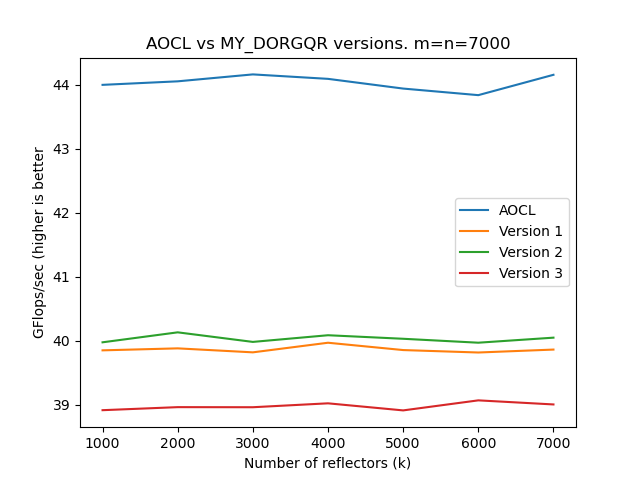 AOCL vs MY_DORGQR versions. m=n=7000
44
43
42
41
40
39
GFlops/sec (higher is better
AOCL
Version 1
Version 2
Version 3
1000 2000 3000 4000 5000 6000 7000
Number of reflectors (k)